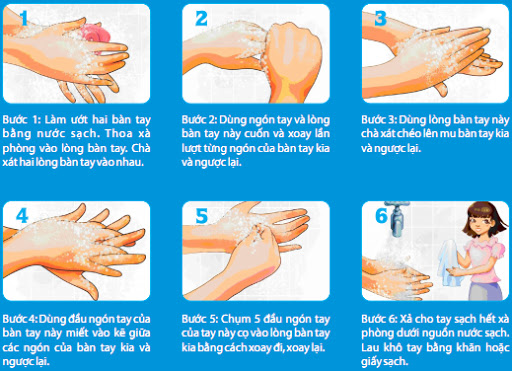 1
Bước 1: Làm ướt hai bàn tay
bằng nước sạch. Thoa xà
phòng vào lòng bàn tay. Chà
xát hai lòng bàn tay vào nhau.
2
Bước 2: Dùng ngón tay và lòng
bàn tay này cuốn và xoay lần
lượt từng ngón của bàn tay kia
và ngược lại.
3
Bước 3: Dùng lòng bàn tay này
chà xát chéo lên mu bàn tay kia
và ngược lại.
4
Bước 4: Dùng đầu ngón tay của
bàn tay này miết vào kẽ giữa
các ngón của bàn tay kia và
ngược lại.
5
Bước 5: Chụm 5 đầu ngón tay
của tay này cọ vào lòng bàn tay
kia bằng cách xoay đi, xoay lại.
6
Bước 6: Xả cho tay sạch hết xà
phòng dưới nguồn nước sạch.
Lau khô tay bằng khăn hoặc
giấy sạch.